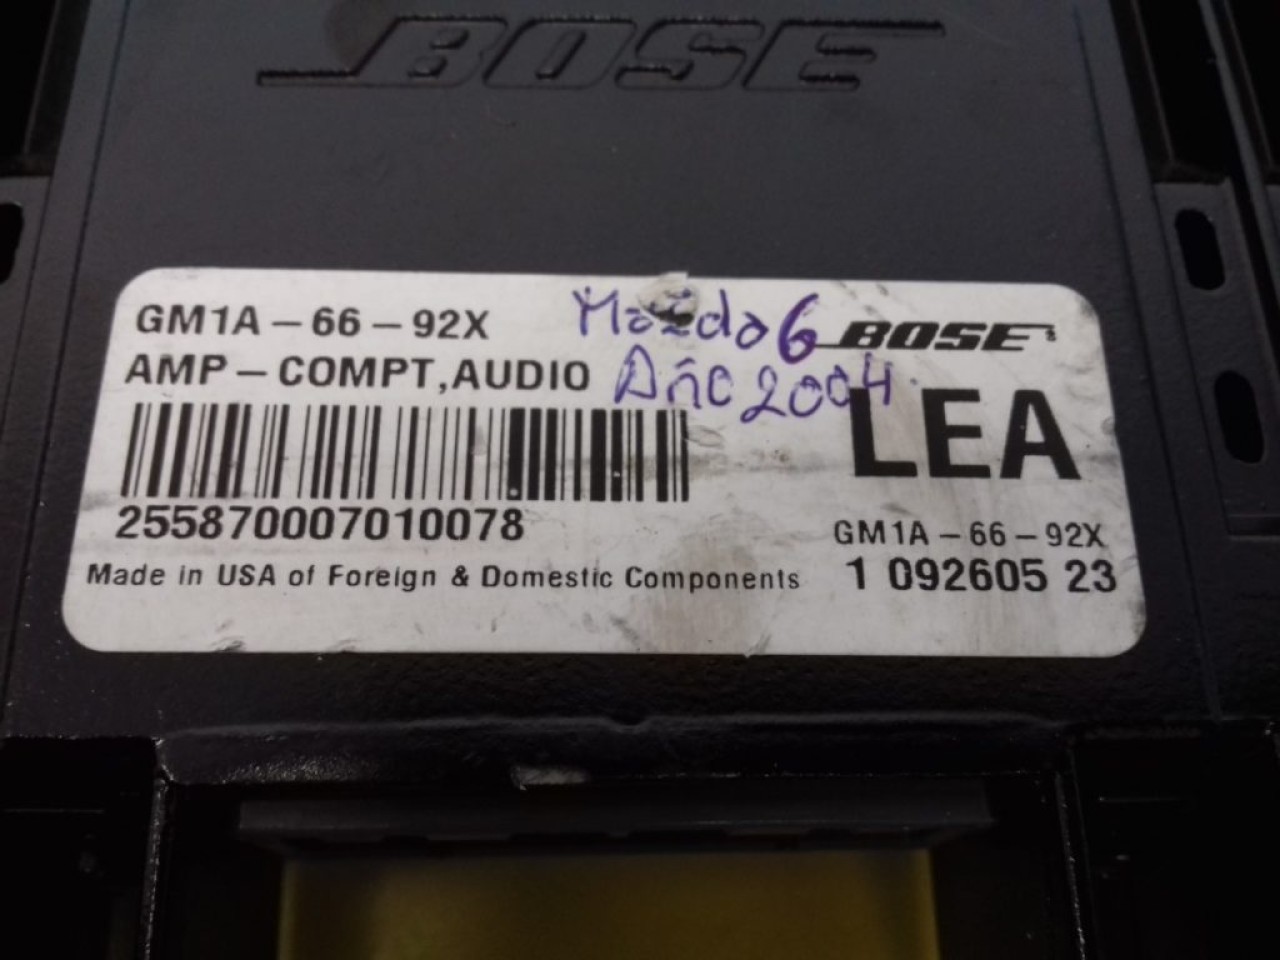 BOSE
GM1A-66-92X Mazda 6 BOSE
AMP-COMPT,AUDIO Año 2004
LEA
255870007010078
GM1A-66-92X
Made in USA of Foreign & Domestic Components 1 092605 23